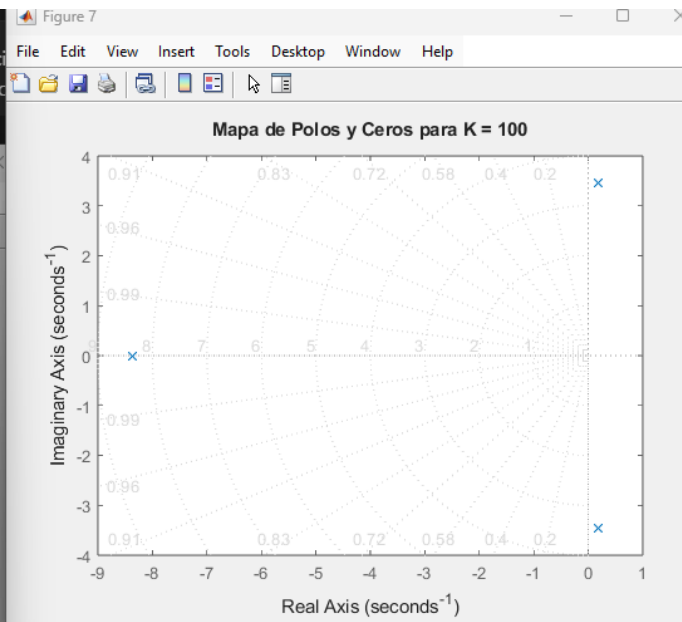 Figure 7
File Edit View Insert Tools Desktop Window Help
Mapa de Polos y Ceros para K = 100
4
0.91 0.83 0.72 0.58 0.4 0.2
3
0.96
2
1
0.99
9 8 7 6 5 4 3 2 1
0
-1
0.99
-2
-3
0.96
0.91 0.83 0.72 0.58 0.4 0.2
-4
-9 -8 -7 -6 -5 -4 -3 -2 -1 0 1
Imaginary Axis (seconds⁻¹)
Real Axis (seconds⁻¹)